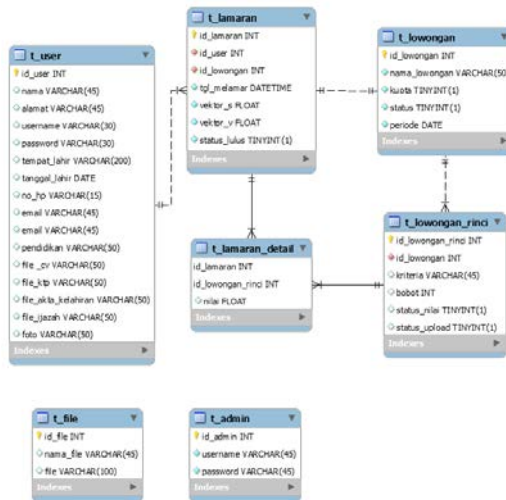 t_user
id_user INT
nama VARCHAR(45)
alamat VARCHAR(45)
username VARCHAR(30)
password VARCHAR(30)
tempat_lahir VARCHAR(200)
tanggal_lahir DATE
no_hp VARCHAR(15)
email VARCHAR(45)
email VARCHAR(45)
pendidikan VARCHAR(50)
file _cv VARCHAR(50)
file_ktp VARCHAR(50)
file_akta_kelahiran VARCHAR(50)
file_ijazah VARCHAR(50)
foto VARCHAR(50)
Indexes
t_lamaran
id_lamaran INT
id_user INT
id_lowongan INT
tgl_melamar DATETIME
vektor_s FLOAT
vektor_v FLOAT
status_lulus TINYINT(1)
Indexes
t_lowongan
id_lowongan INT
nama_lowongan VARCHAR(50)
kuota TINYINT(1)
status TINYINT(1)
periode DATE
Indexes
t_lamaran_detail
id_lamaran INT
id_lowongan_rinci INT
nilai FLOAT
Indexes
t_lowongan_rinci
id_lowongan_rinci INT
id_lowongan INT
kriteria VARCHAR(45)
bobot INT
status_nilai TINYINT(1)
status_upload TINYINT(1)
Indexes
t_file
id_file INT
nama_file VARCHAR(45)
file VARCHAR(100)
Indexes
t_admin
id_admin INT
username VARCHAR(45)
password VARCHAR(45)
Indexes